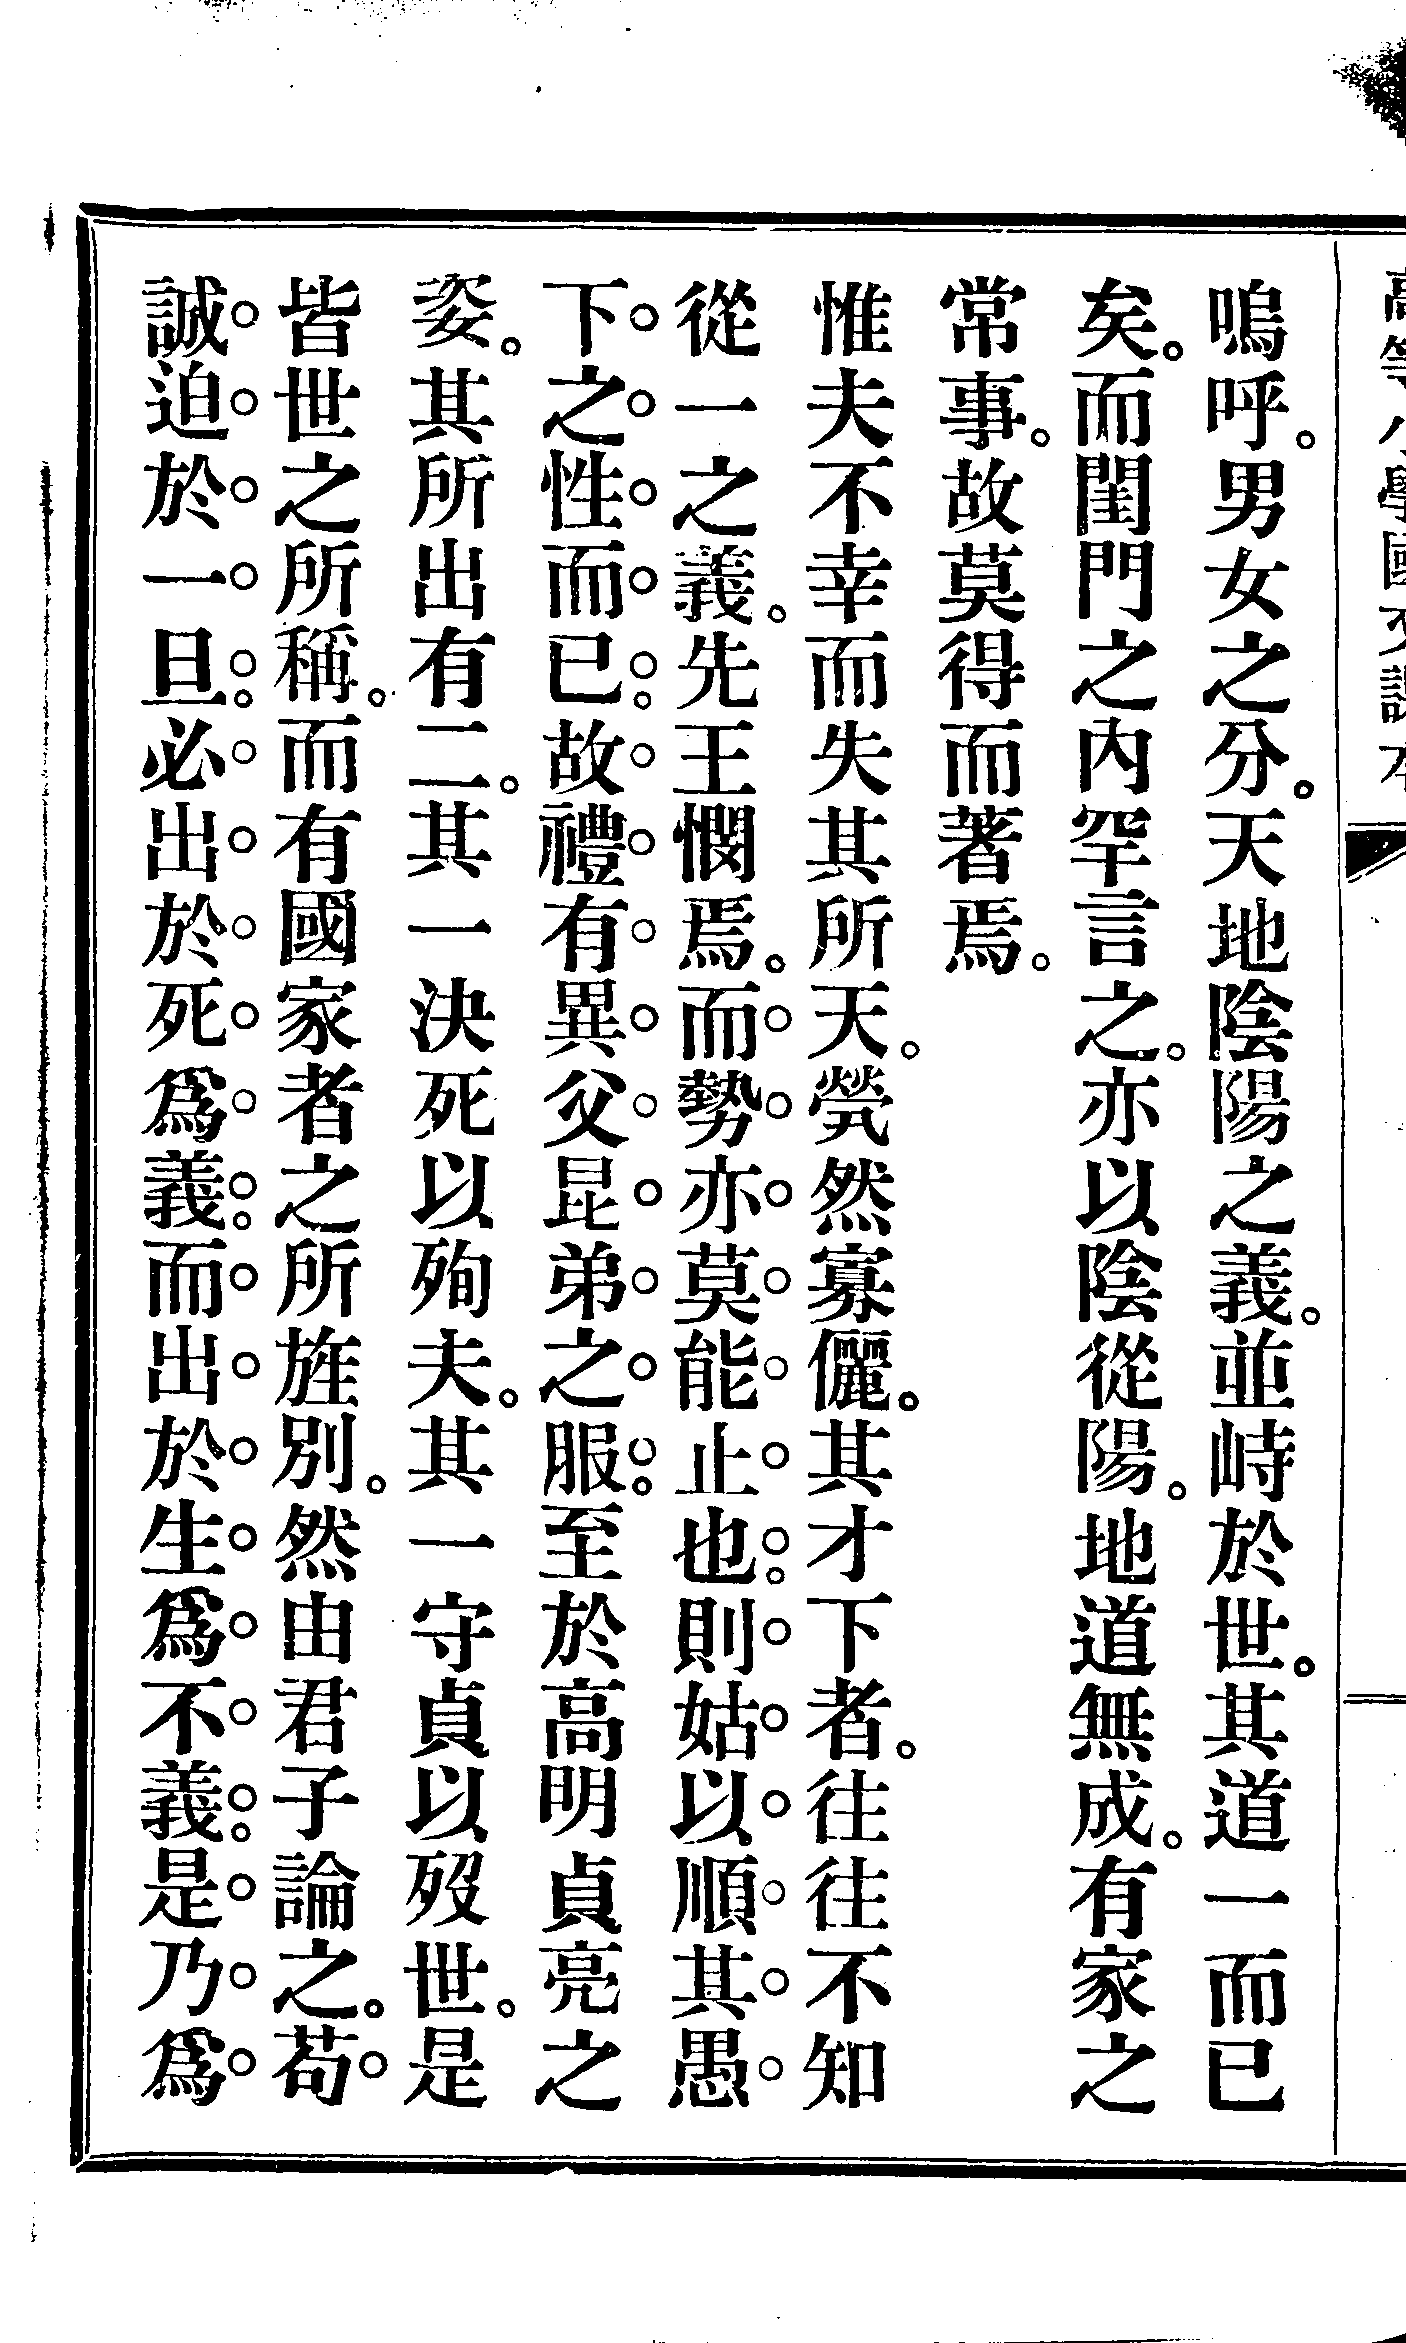 高等小學國文課本
嗚呼。男女之分。天地陰陽之義。並峙於世。其道一而已
矣。而閨門之內罕言之。亦以陰從陽。地道無成。有家之
常事。故莫得而著焉。
惟夫不幸而失其所天。煢然寡儷。其才下者。往往不知
從一之義。先王憫焉。而勢亦莫能止也。則姑以順其愚
下之性而已。故禮有異父昆弟之服。至於高明貞亮之
姿。其所出有二。其一決死以殉夫。其一守貞以歿世。是
皆世之所稱。而有國家者之所旌別。然由君子論之。苟
誠迫於一旦。必出於死爲義。而出於生爲不義。是乃爲